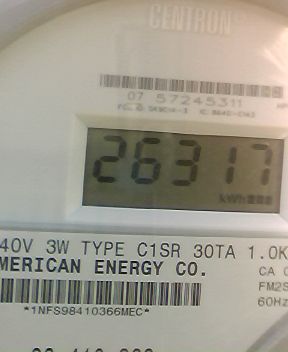 CENTRON®
07 57245311
26317
kWh
40V 3W TYPE C1SR 30TA 1.0K
MERICAN ENERGY CO.
CA 0
FM2S
60Hz
*1NFS98410366MEC*